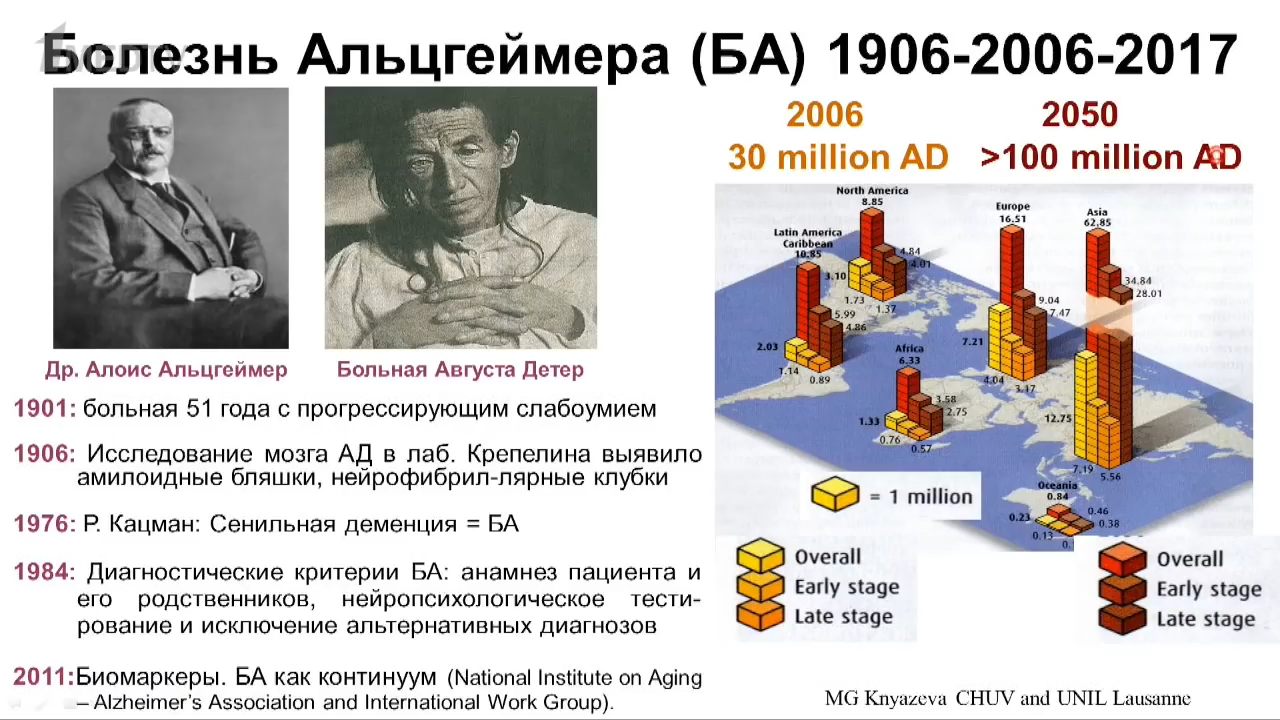 1MEDTV
Болезнь Альцгеймера (БА) 1906-2006-2017
2006
30 million AD
2050
>100 million AD
Др. Алоис Альцгеймер
Больная Августа Детер
1901: больная 51 года с прогрессирующим слабоумием
1906: Исследование мозга АД в лаб. Крепелина выявило
амилоидные бляшки, нейрофибрил-лярные клубки
1976: Р. Кацман: Сенильная деменция = БА
1984: Диагностические критерии БА: анамнез пациента и
его родственников, нейропсихологическое тести-
рование и исключение альтернативных диагнозов
2011:Биомаркеры. БА как континуум (National Institute on Aging
– Alzheimer’s Association and International Work Group).
North America
8.85
4.84
4.01
3.10
1.73
1.37
Latin America
Caribbean
10.85
5.99
4.86
2.03
1.14
0.89
Europe
16.51
9.04
7.47
7.21
4.04
3.17
Asia
62.85
34.84
28.01
12.75
7.19
5.56
Africa
6.33
3.58
2.75
1.33
0.76
0.57
Oceania
0.84
0.46
0.38
0.23
0.13
= 1 million
Overall
Early stage
Late stage
Overall
Early stage
Late stage
MG Knyazeva CHUV and UNIL Lausanne